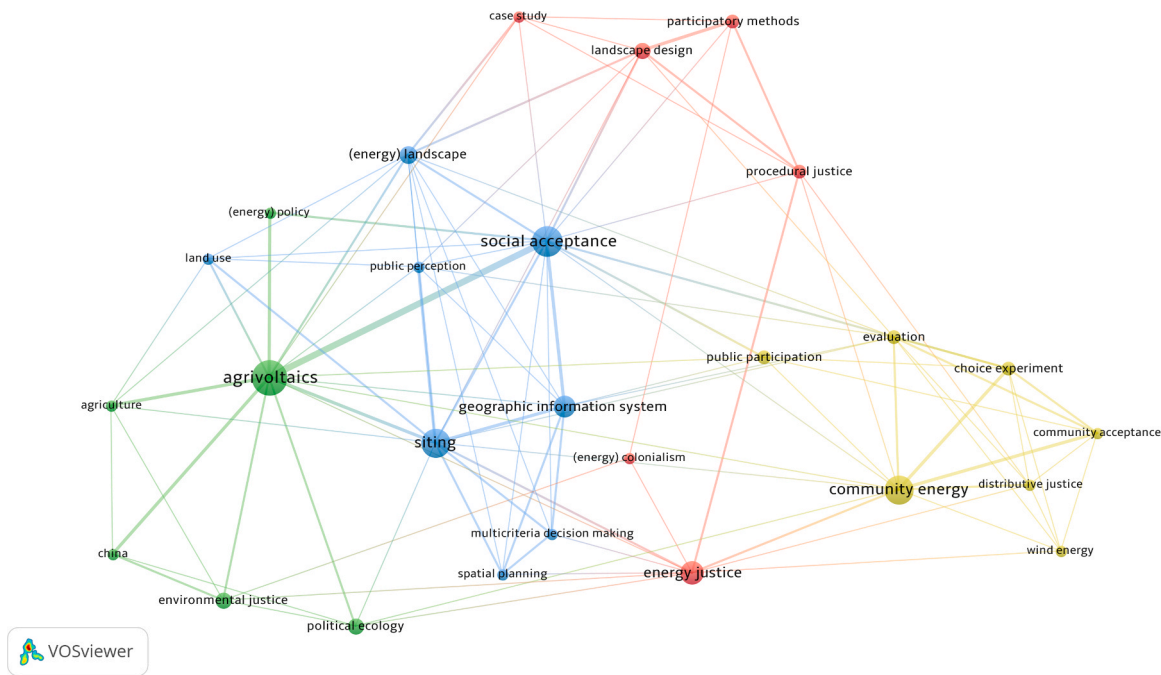 case study
participatory methods
landscape design
(energy) landscape
procedural justice
(energy) policy
social acceptance
land use
public perception
evaluation
public participation
choice experiment
agrivoltaics
agriculture
geographic information system
community acceptance
siting
(energy) colonialism
distributive justice
community energy
multicriteria decision making
china
wind energy
spatial planning
energy justice
environmental justice
political ecology
VOSviewer